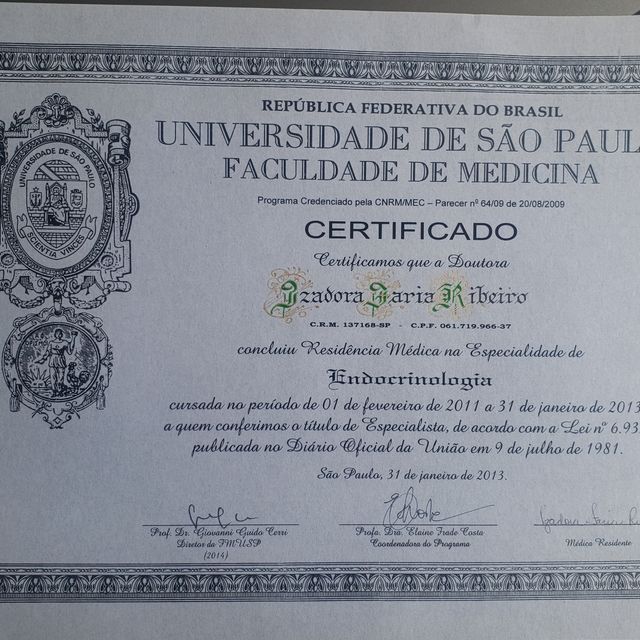 REPÚBLICA FEDERATIVA DO BRASIL
UNIVERSIDADE DE SÃO PAUL
FACULDADE DE MEDICINA
Programa Credenciado pela CNRM/MEC – Parecer nº 64/09 de 20/08/2009
CERTIFICADO
Certificamos que a Doutora
Izadora Faria Ribeiro
C.R.M. 137168-SP - C.P.F. 061.719.966-37
concluiu Residência Médica na Especialidade de
Endocrinologia
cursada no período de 01 de fevereiro de 2011 a 31 de janeiro de 2013
a quem conferimos o título de Especialista, de acordo com a Lei nº 6.93
publicada no Diário Oficial da União em 9 de julho de 1981.
São Paulo, 31 de janeiro de 2013.
Prof. Dr. Giovanni Guido Cerri
Diretor da FMUSP
(2014)
Profa. Dra. Elaine Frade Costa
Coordenadora do Programa
Médica Residente
UNIVERSIDADE DE SÃO PAULO
SCIENTIA VINCES